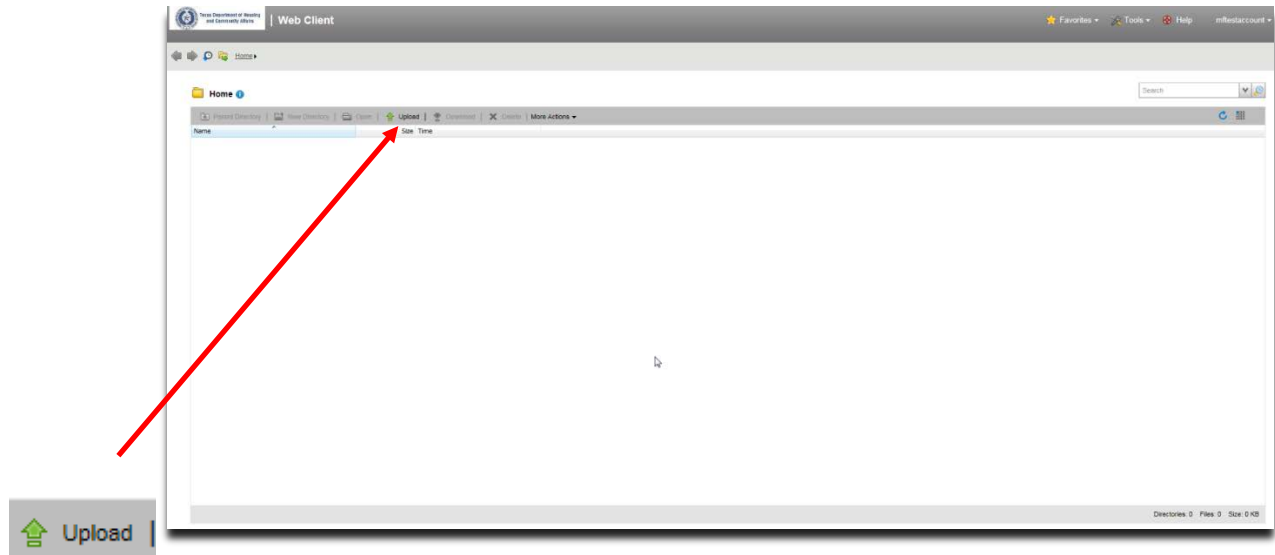 Texas Department of Housing
and Community Affairs
| Web Client
Favorites Tools Help mftestaccount
Home
Home
Search
Parent Directory | New Directory | Open | Upload | Download | Delete | More Actions
Name Size Time
Directories: 0 Files: 0 Size: 0 KB
Upload |